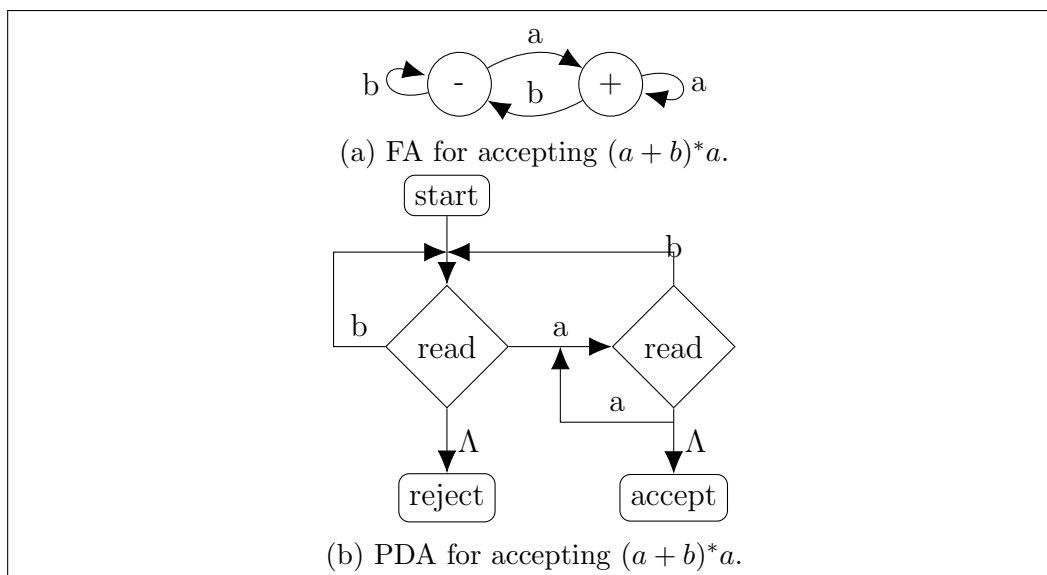 a
b - + a
b
(a) FA for accepting (a + b)*a.
start
b
b read a read
a
Λ Λ
reject accept
(b) PDA for accepting (a + b)*a.